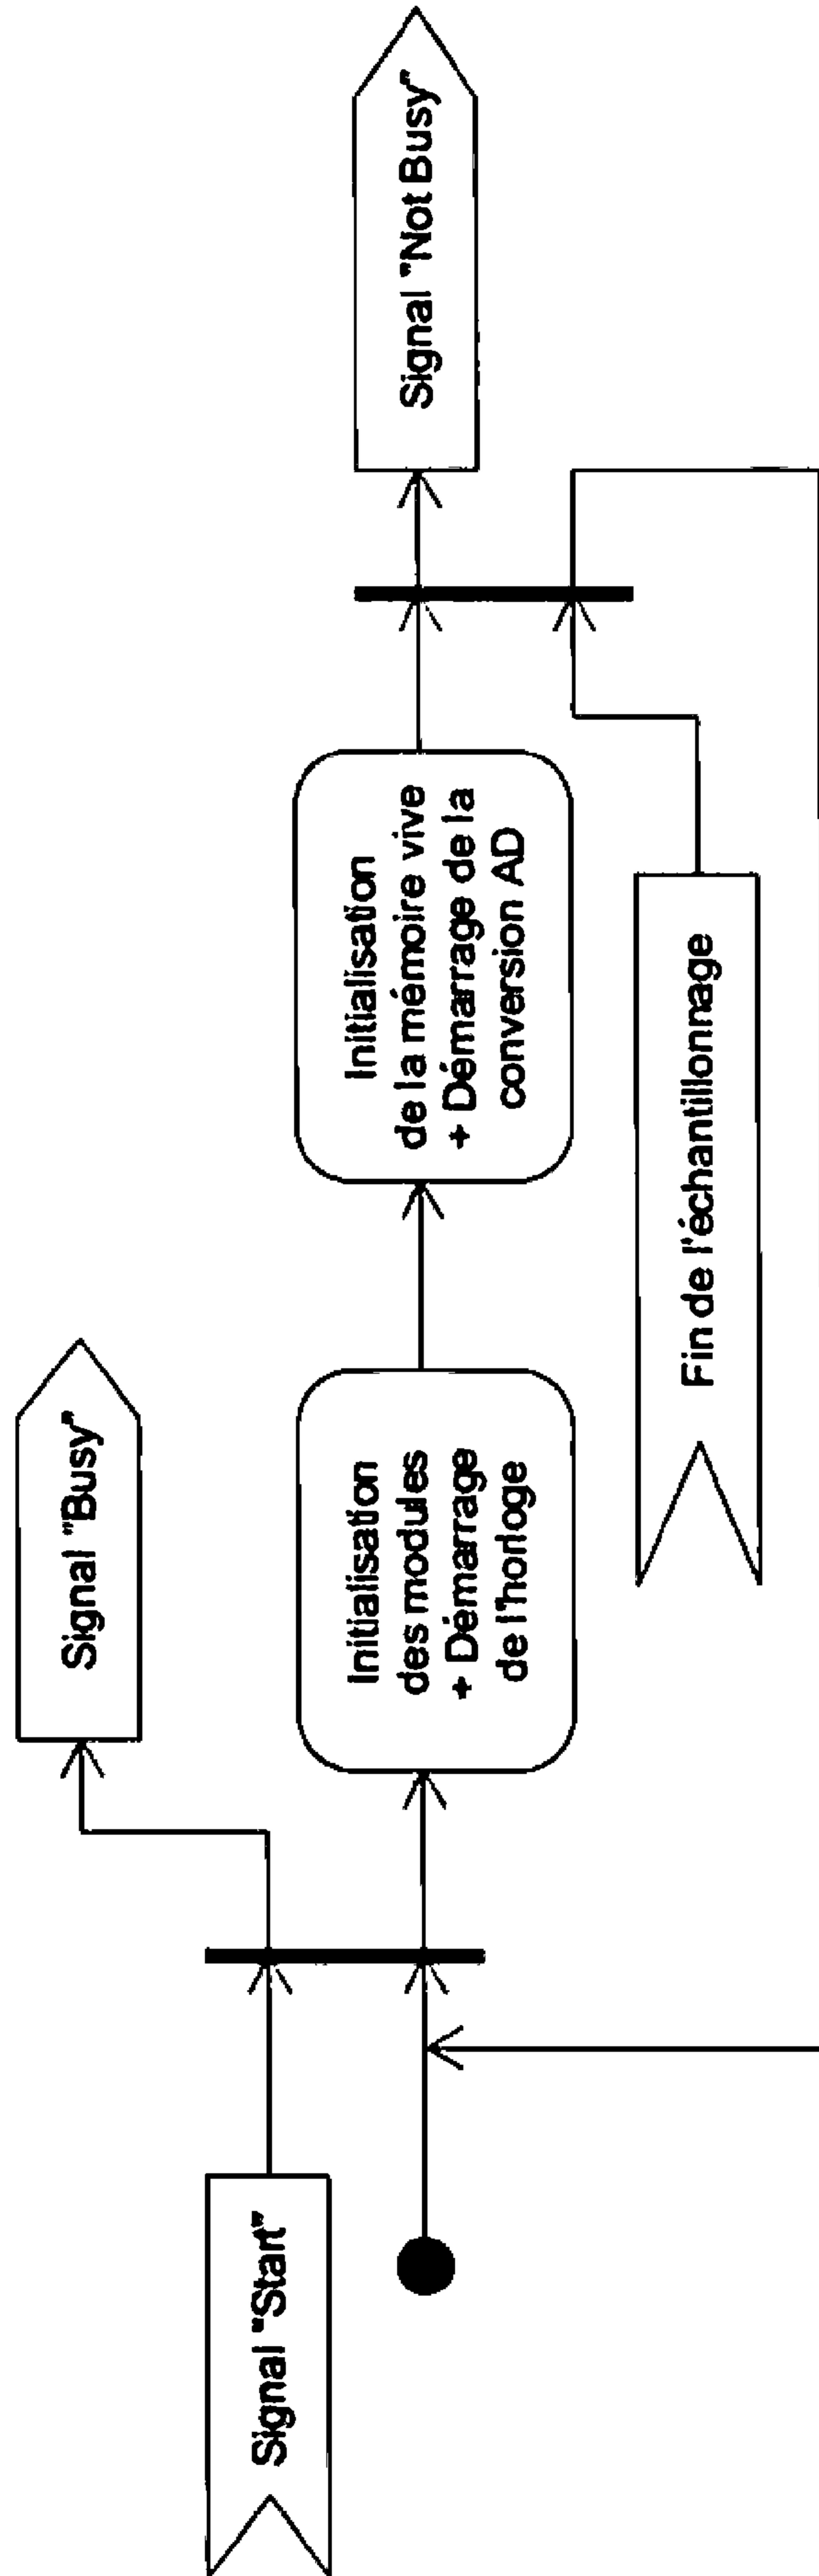 Signal "Start"
Signal "Busy"
Initialisation
des modules
+ Démarrage
de l'horloge
Initialisation
de la mémoire vive
+ Démarrage de la
conversion AD
Fin de l'échantillonnage
Signal "Not Busy"